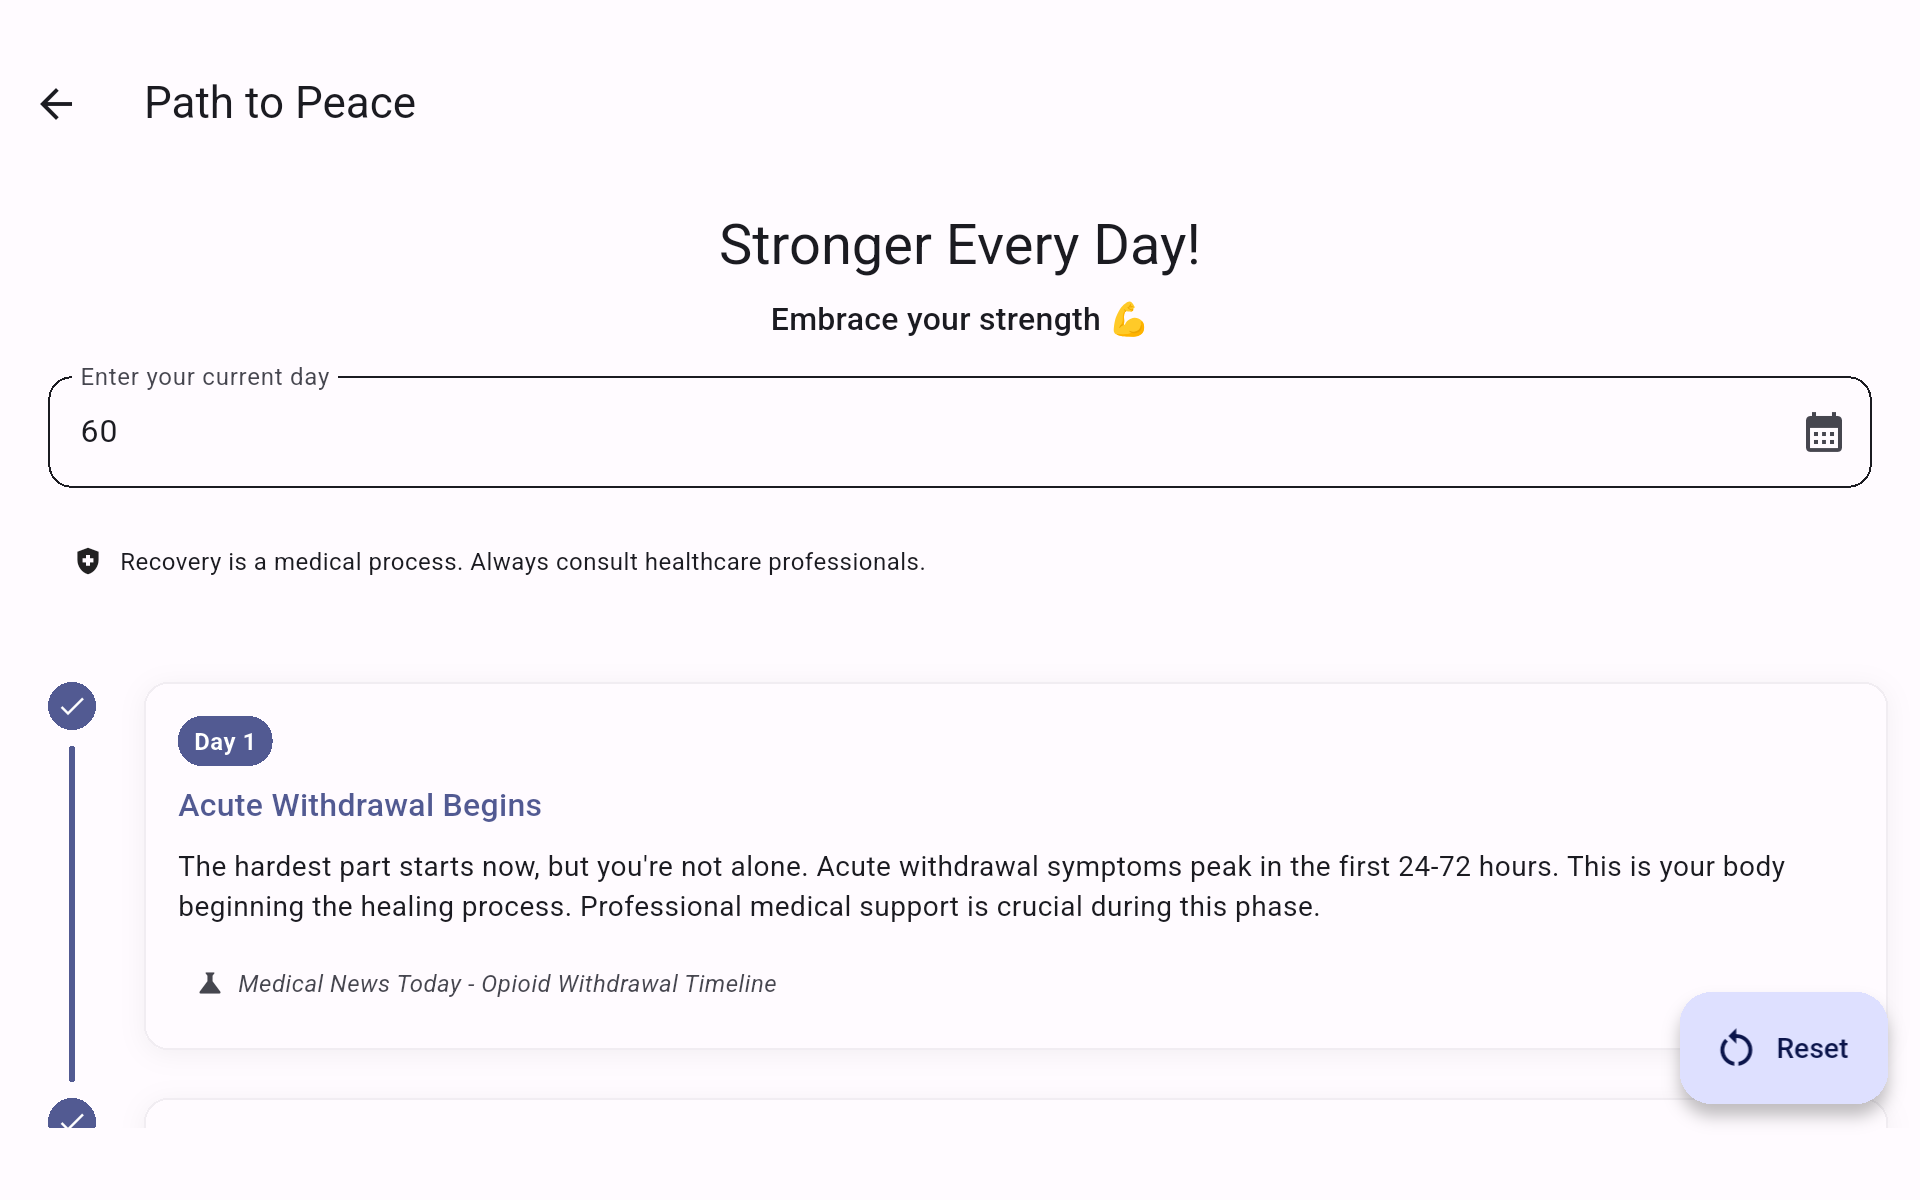 Path to Peace
Stronger Every Day!
Embrace your strength 💪
Enter your current day
60
Recovery is a medical process. Always consult healthcare professionals.
Day 1
Acute Withdrawal Begins
The hardest part starts now, but you're not alone. Acute withdrawal symptoms peak in the first 24-72 hours. This is your body
beginning the healing process. Professional medical support is crucial during this phase.
Medical News Today - Opioid Withdrawal Timeline
Reset